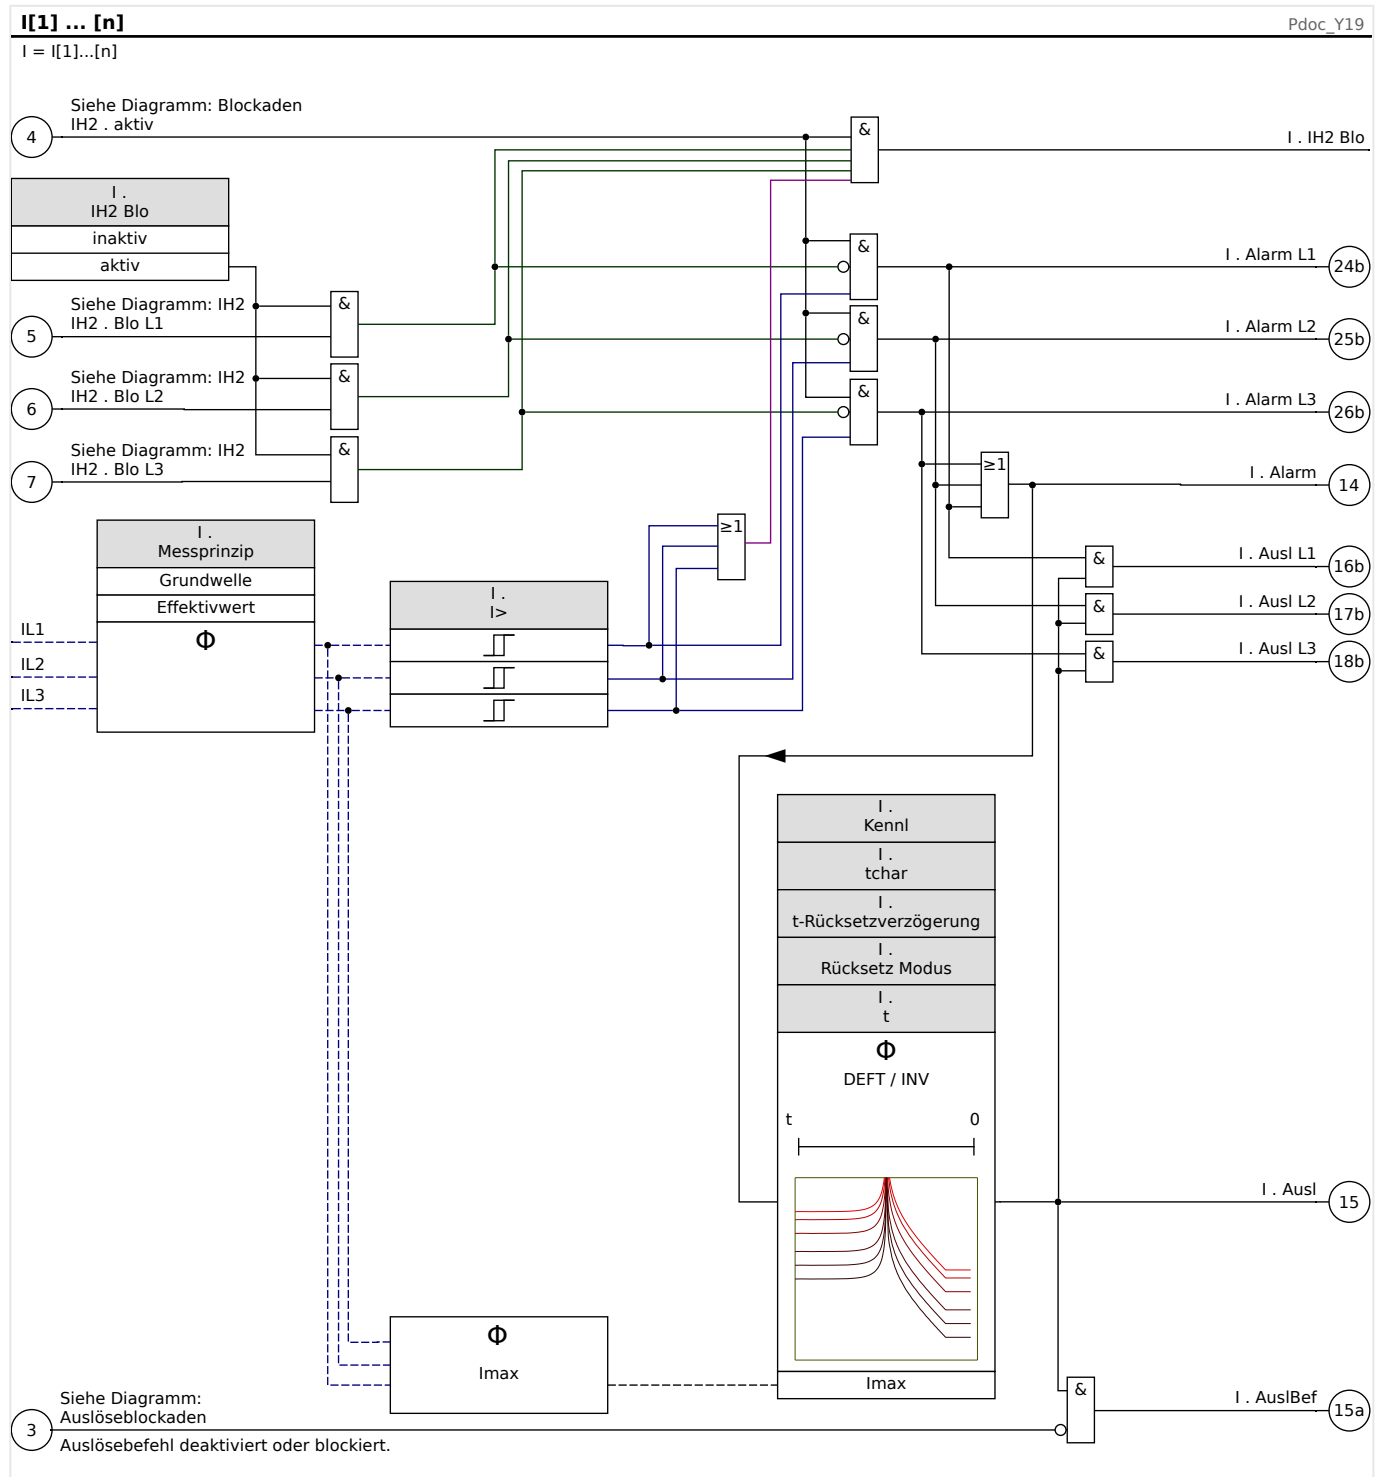 I[1] ... [n]
Pdoc_Y19
I = I[1]...[n]
Siehe Diagramm: Blockaden
4
IH2 . aktiv
&
I . IH2 Blo
I .
IH2 Blo
inaktiv
aktiv
&
I . Alarm L1
24b
Siehe Diagramm: IH2
5
IH2 . Blo L1
&
&
I . Alarm L2
25b
Siehe Diagramm: IH2
6
IH2 . Blo L2
&
&
I . Alarm L3
26b
Siehe Diagramm: IH2
7
IH2 . Blo L3
&
≥1
I . Alarm
14
I .
Messprinzip
Grundwelle
Effektivwert
Φ
IL1
IL2
IL3
≥1
I .
I>
&
I . Ausl L1
16b
&
I . Ausl L2
17b
&
I . Ausl L3
18b
I .
Kennl
I .
tchar
I .
t-Rücksetzverzögerung
I .
Rücksetz Modus
I .
t
Φ
DEFT / INV
t
0
I . Ausl
15
Φ
Imax
Imax
Siehe Diagramm:
3
Auslöseblockaden
Auslösebefehl deaktiviert oder blockiert.
&
I . AuslBef
15a